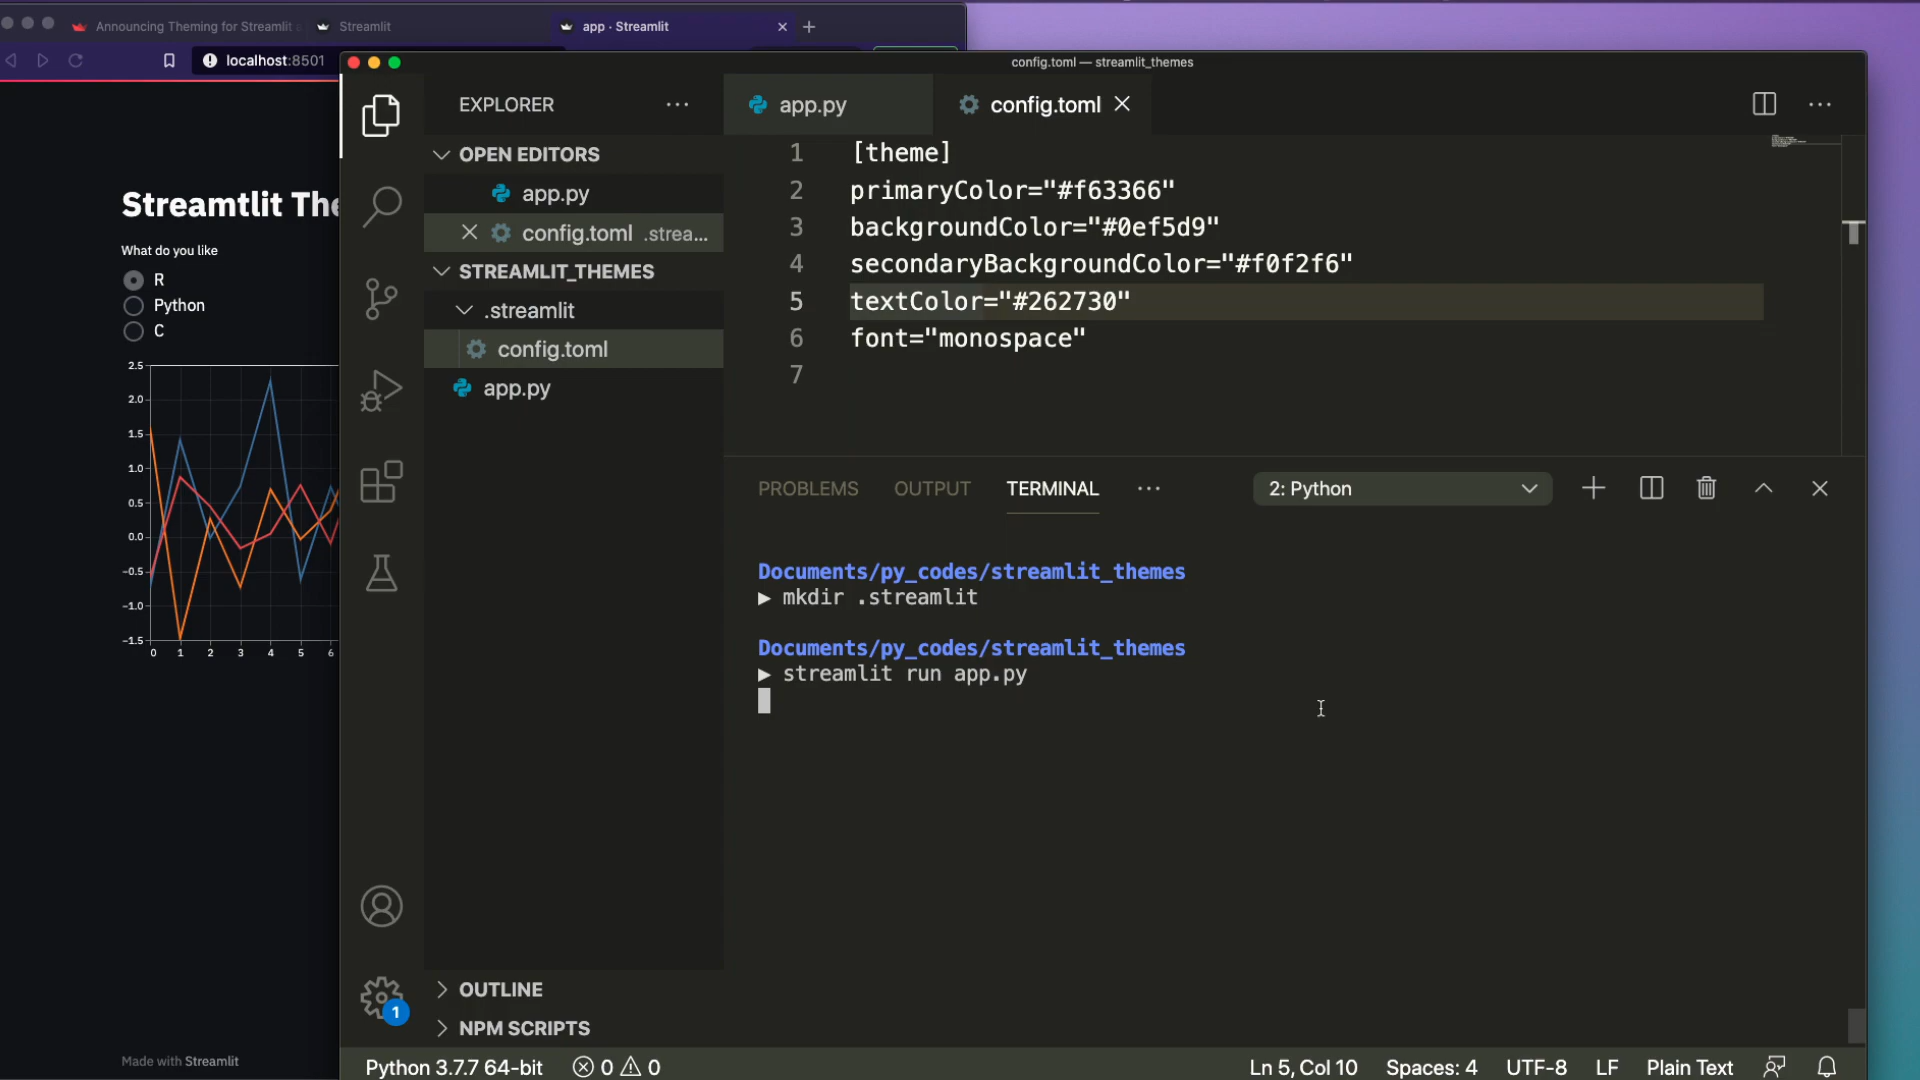 Announcing Theming for Streamlit
Streamlit
app · Streamlit
localhost:8501
config.toml — streamlit_themes
EXPLORER
app.py
config.toml
OPEN EDITORS
app.py
config.toml .strea...
STREAMLIT_THEMES
.streamlit
config.toml
app.py
1 [theme]
2 primaryColor="#f63366"
3 backgroundColor="#0ef5d9"
4 secondaryBackgroundColor="#f0f2f6"
5 textColor="#262730"
6 font="monospace"
7
Streamtlit The
What do you like
R
Python
C
2.5
2.0
1.5
1.0
0.5
0.0
−0.5
−1.0
−1.5
0 1 2 3 4 5 6
PROBLEMS OUTPUT TERMINAL ··· 2: Python
Documents/py_codes/streamlit_themes
▶ mkdir .streamlit
Documents/py_codes/streamlit_themes
▶ streamlit run app.py
1
OUTLINE
NPM SCRIPTS
Made with Streamlit
Python 3.7.7 64-bit 0 0 Ln 5, Col 10 Spaces: 4 UTF-8 LF Plain Text